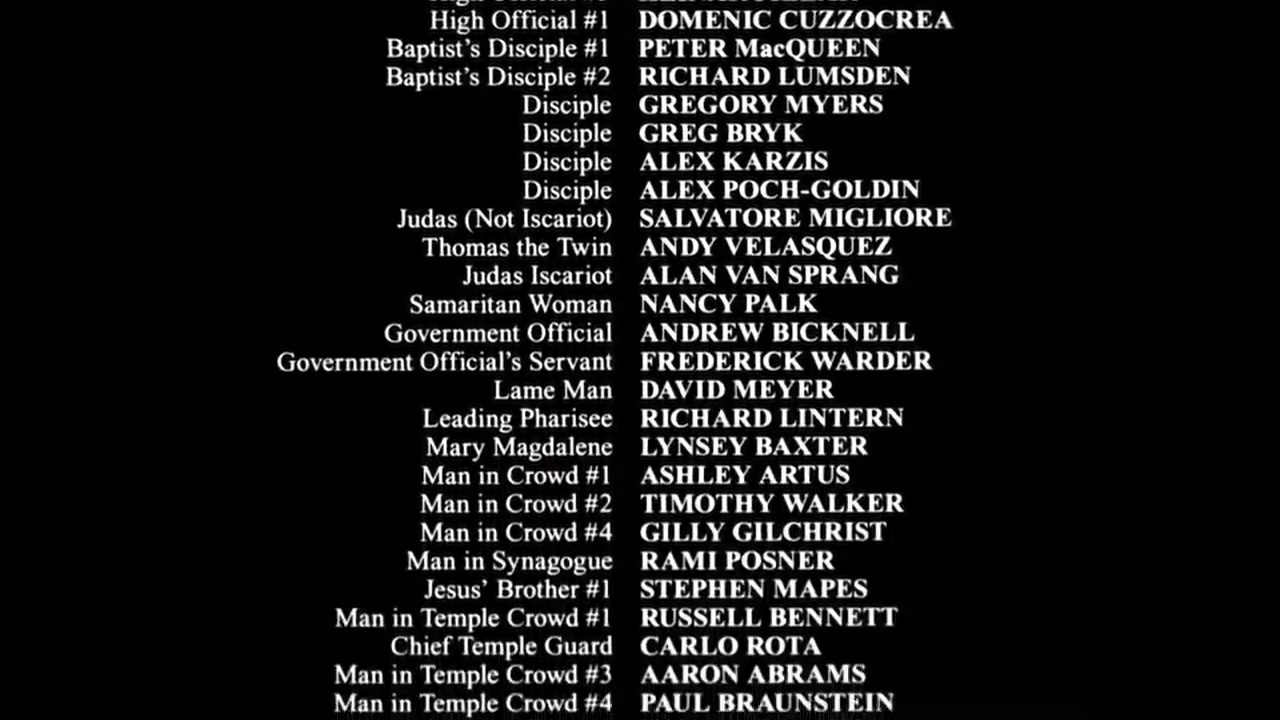 High Official #1 DOMENIC CUZZOCREA
Baptist's Disciple #1 PETER MacQUEEN
Baptist's Disciple #2 RICHARD LUMSDEN
Disciple GREGORY MYERS
Disciple GREG BRYK
Disciple ALEX KARZIS
Disciple ALEX POCH-GOLDIN
Judas (Not Iscariot) SALVATORE MIGLIORE
Thomas the Twin ANDY VELASQUEZ
Judas Iscariot ALAN VAN SPRANG
Samaritan Woman NANCY PALK
Government Official ANDREW BICKNELL
Government Official's Servant FREDERICK WARDER
Lame Man DAVID MEYER
Leading Pharisee RICHARD LINTERN
Mary Magdalene LYNSEY BAXTER
Man in Crowd #1 ASHLEY ARTUS
Man in Crowd #2 TIMOTHY WALKER
Man in Crowd #4 GILLY GILCHRIST
Man in Synagogue RAMI POSNER
Jesus' Brother #1 STEPHEN MAPES
Man in Temple Crowd #1 RUSSELL BENNETT
Chief Temple Guard CARLO ROTA
Man in Temple Crowd #3 AARON ABRAMS
Man in Temple Crowd #4 PAUL BRAUNSTEIN